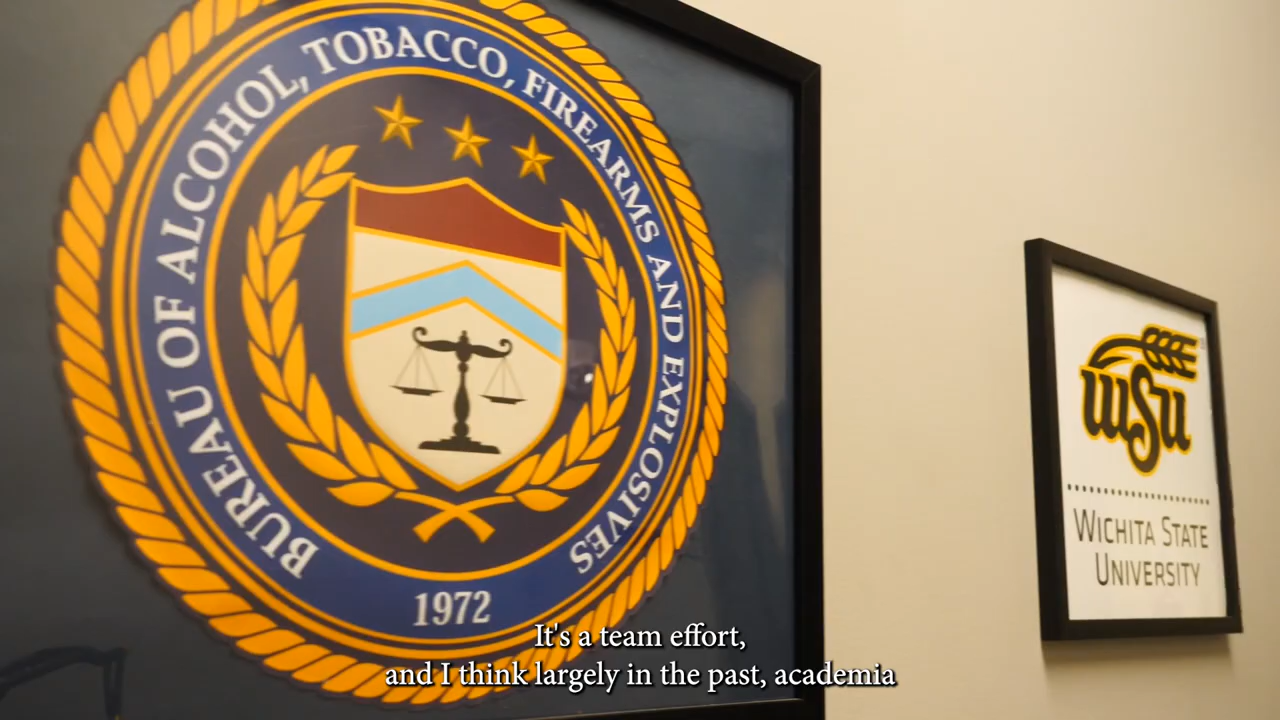 BUREAU OF ALCOHOL, TOBACCO, FIREARMS AND EXPLOSIVES
1972
WSU
WICHITA STATE
UNIVERSITY
It's a team effort,
and I think largely in the past, academia